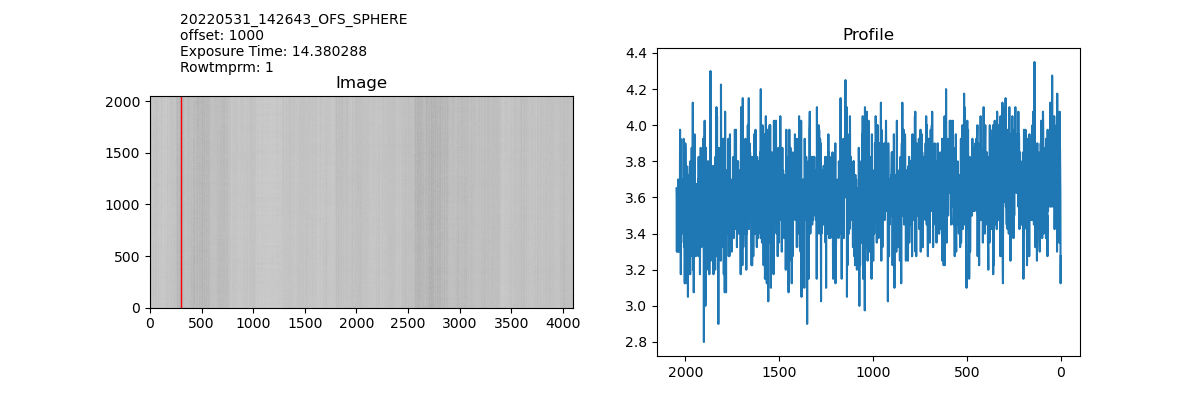 20220531_142643_OFS_SPHERE
offset: 1000
Exposure Time: 14.380288
Rowtmprm: 1
Image
2000
1500
1000
500
0
0 500 1000 1500 2000 2500 3000 3500 4000
Profile
4.4
4.2
4.0
3.8
3.6
3.4
3.2
3.0
2.8
2000 1500 1000 500 0